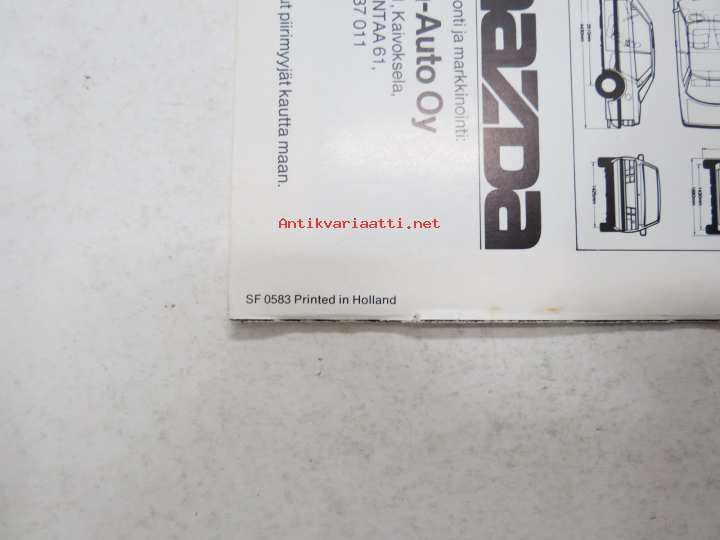 mazda
onti ja markkinointi:
-Auto Oy
, Kaivoksela,
NTAA 61,
37 011
ut piirimyyjät kautta maan.
Antikvariaatti.net
SF 0583 Printed in Holland